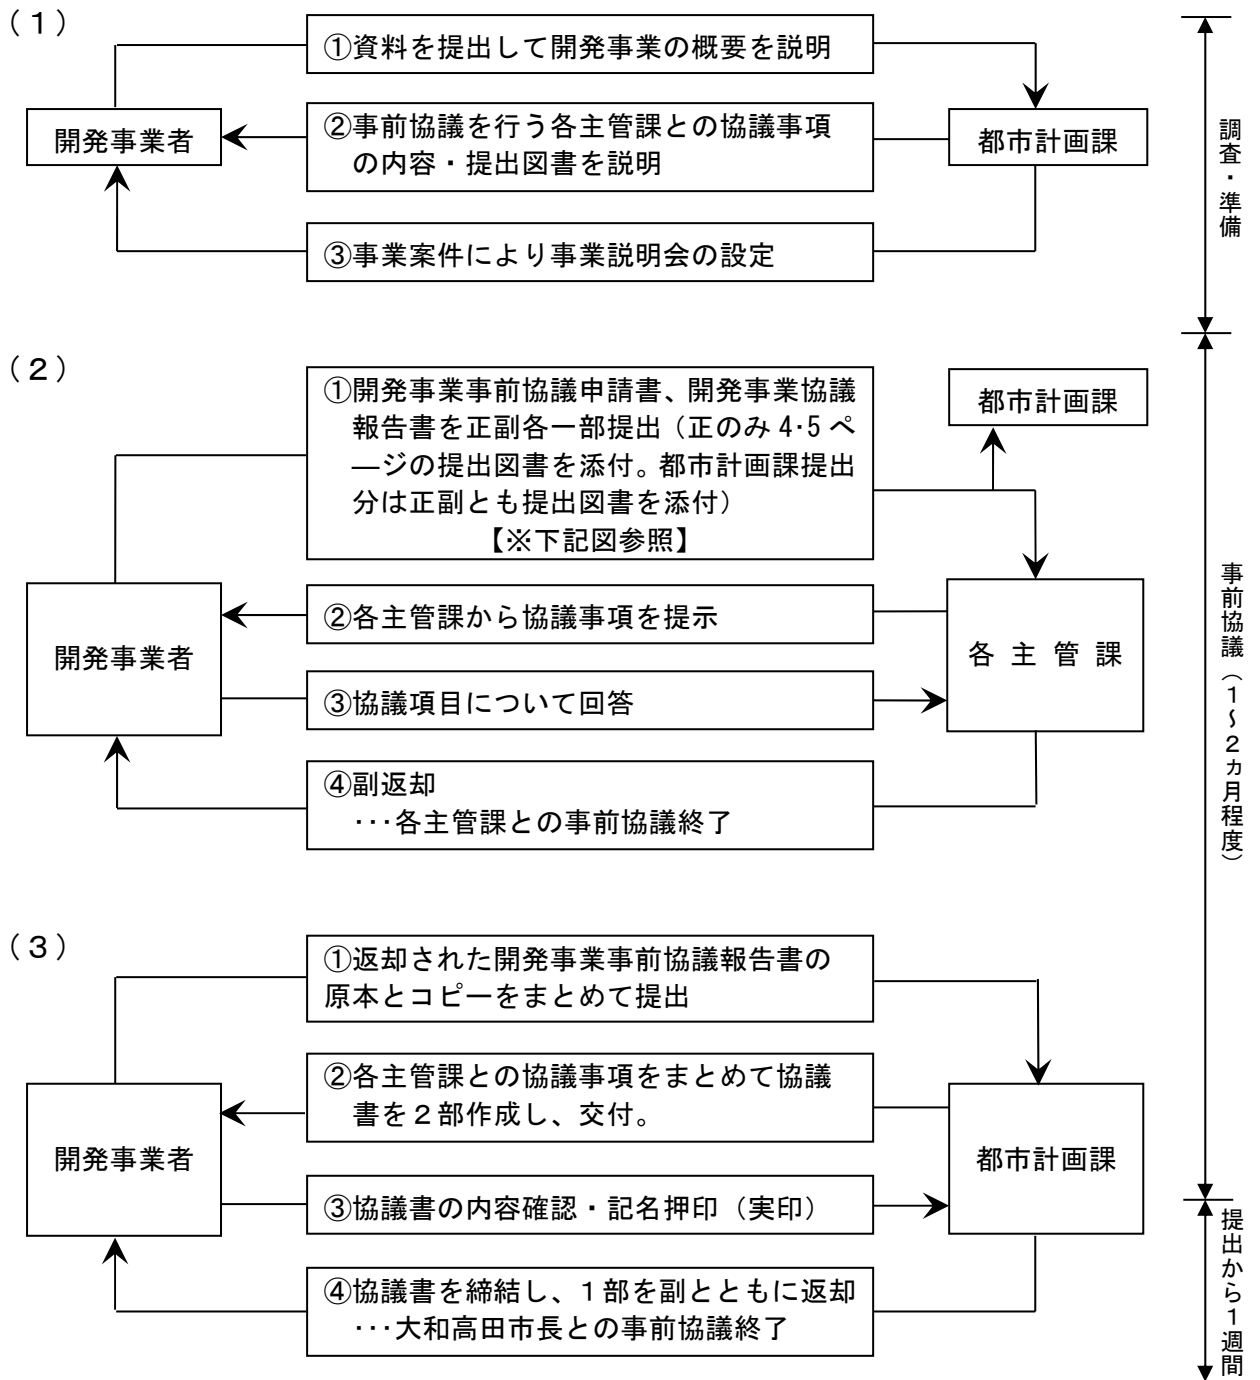 （１）
①資料を提出して開発事業の概要を説明
開発事業者
②事前協議を行う各主管課との協議事項
の内容・提出図書を説明
都市計画課
③事業案件により事業説明会の設定
調査・準備
（２）
①開発事業事前協議申請書、開発事業協議
報告書を正副各一部提出（正のみ 4･5 ペ
―ジの提出図書を添付。都市計画課提出
分は正副とも提出図書を添付）
【※下記図参照】
都市計画課
開発事業者
②各主管課から協議事項を提示
各 主 管 課
③協議項目について回答
④副返却
･･･各主管課との事前協議終了
事前協議（１～２ヵ月程度）
（３）
①返却された開発事業事前協議報告書の
原本とコピーをまとめて提出
②各主管課との協議事項をまとめて協議
書を２部作成し、交付。
開発事業者
都市計画課
③協議書の内容確認・記名押印（実印）
④協議書を締結し、１部を副とともに返却
･･･大和高田市長との事前協議終了
提出から１週間